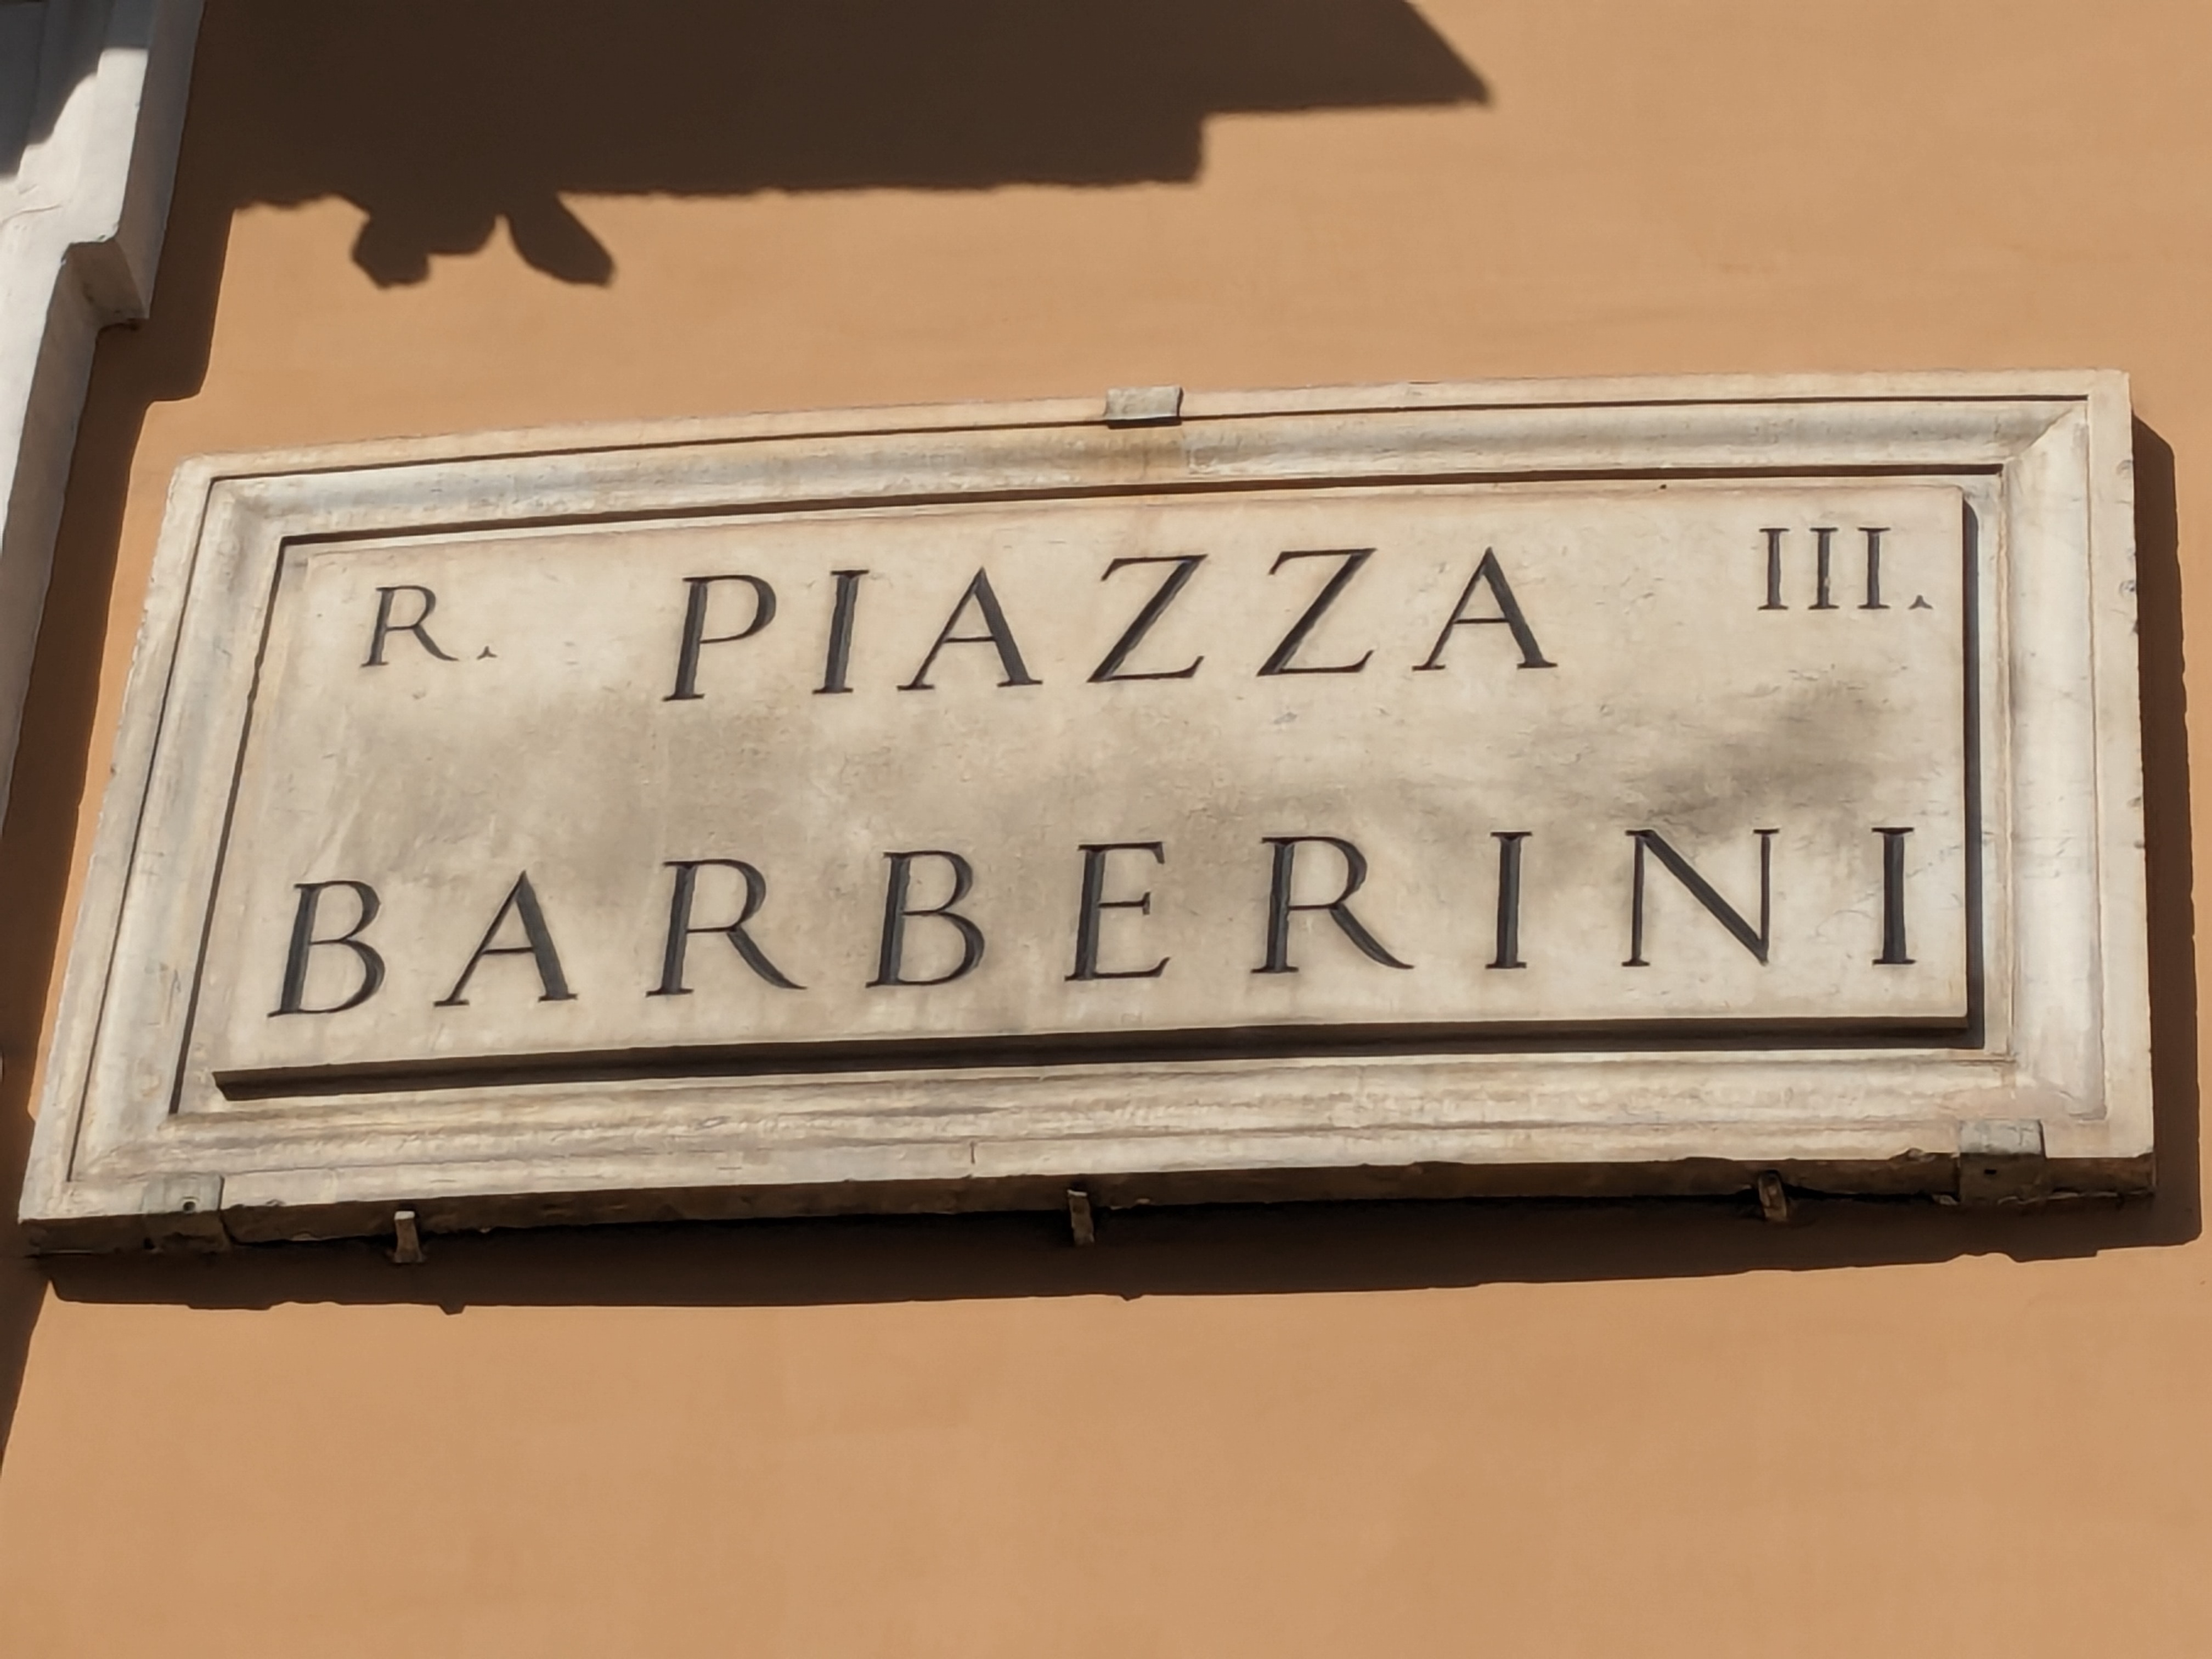 R. PIAZZA III.
BARBERINI